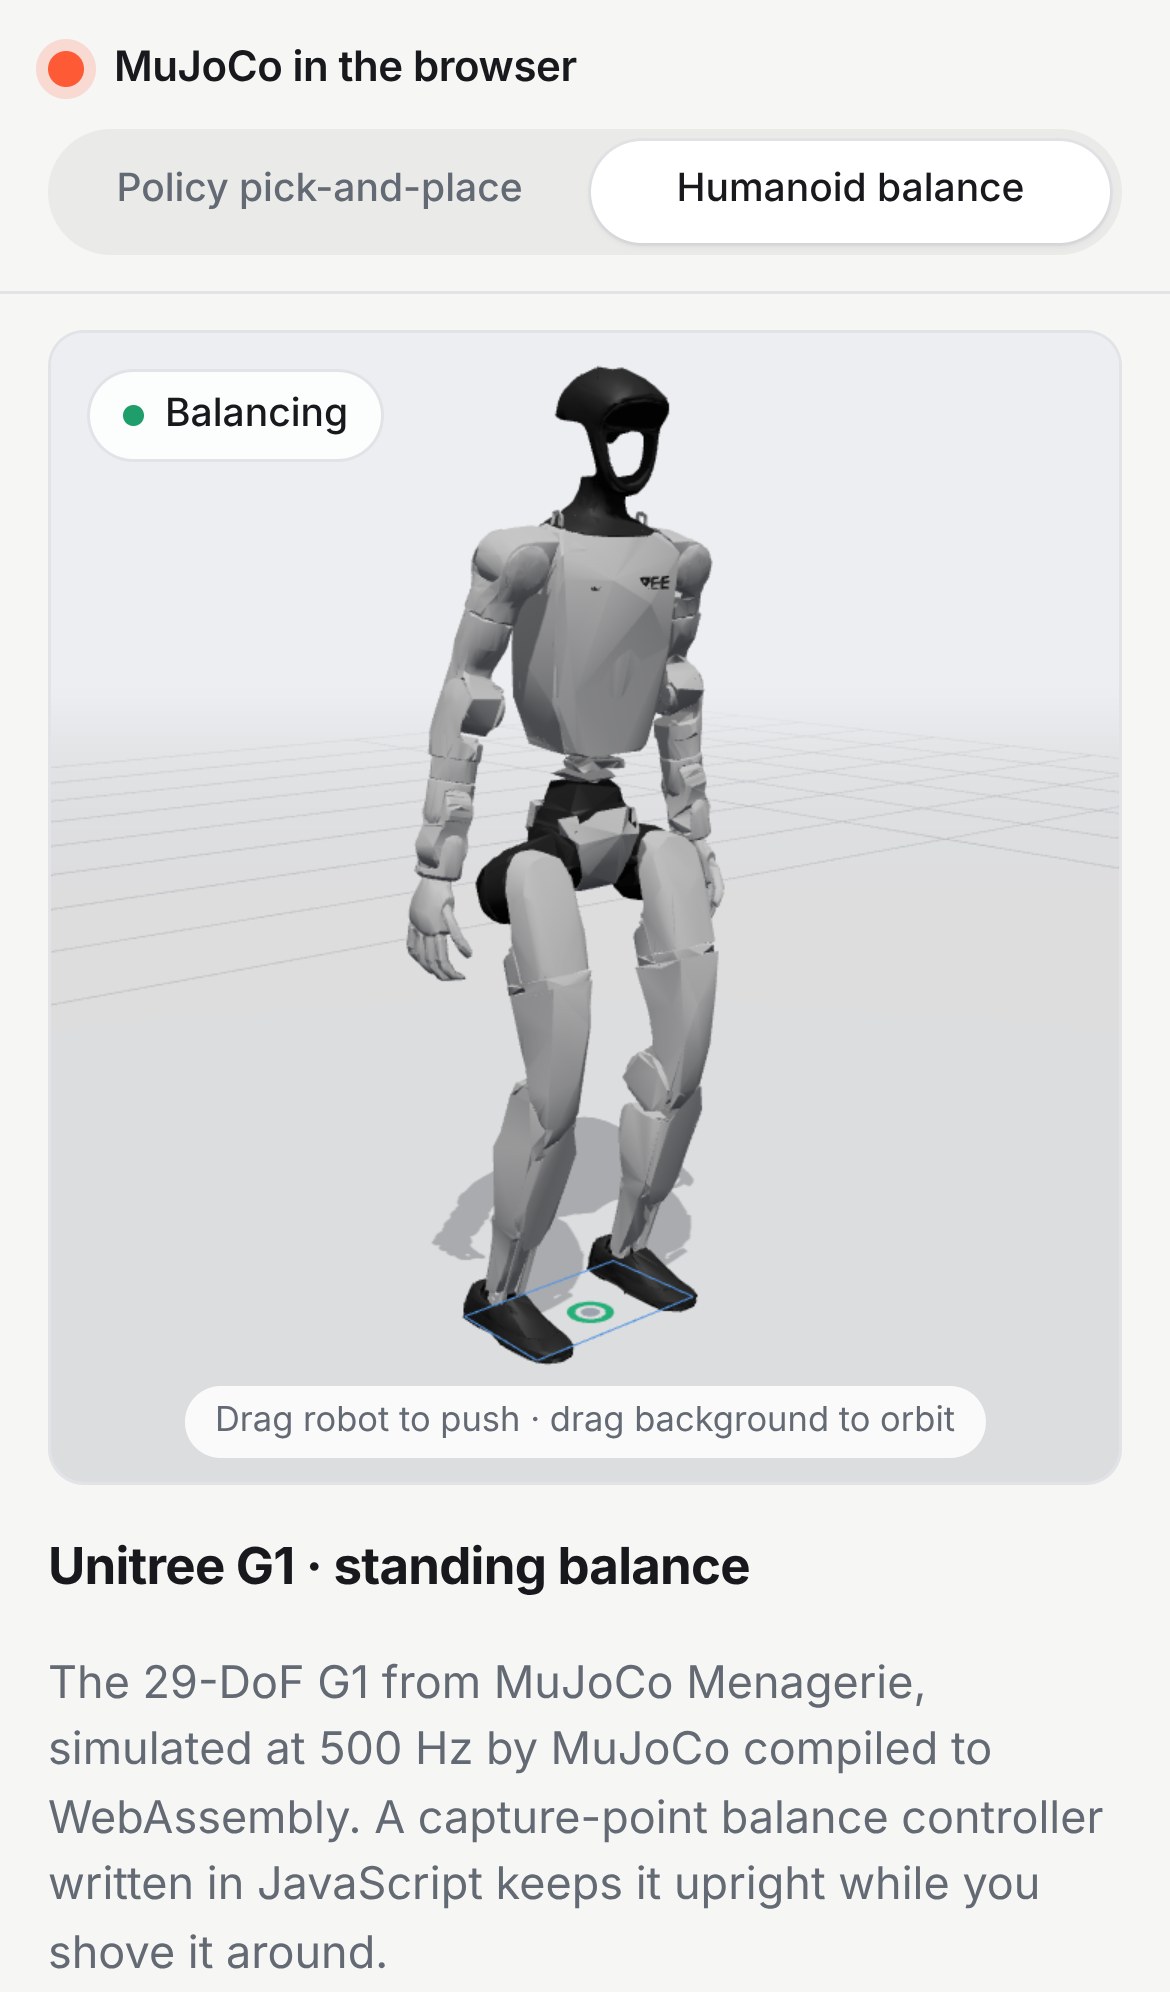 MuJoCo in the browser
Policy pick-and-place
Humanoid balance
Balancing
Drag robot to push · drag background to orbit
Unitree G1 · standing balance
The 29-DoF G1 from MuJoCo Menagerie,
simulated at 500 Hz by MuJoCo compiled to
WebAssembly. A capture-point balance controller
written in JavaScript keeps it upright while you
shove it around.